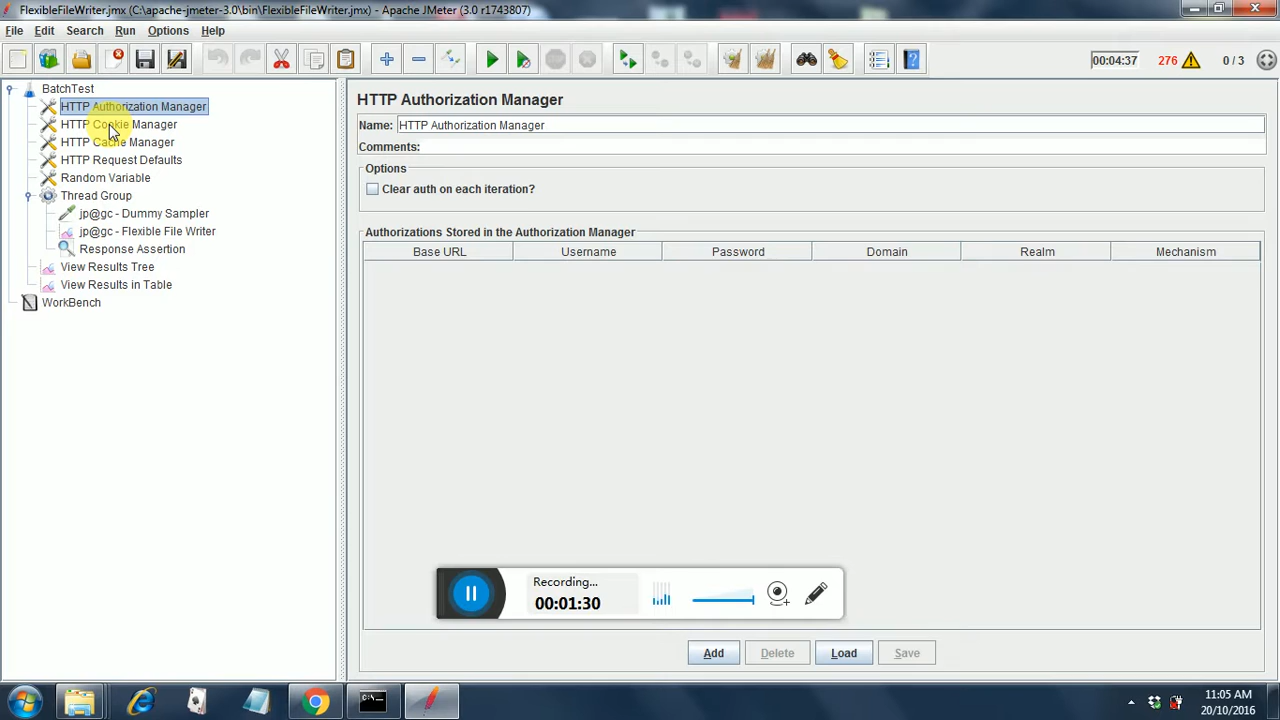 FlexibleFileWriter.jmx (C:\apache-jmeter-3.0\bin\FlexibleFileWriter.jmx) - Apache JMeter (3.0 r1743807)
File Edit Search Run Options Help
00:04:37 276 0 / 3
BatchTest
HTTP Authorization Manager
HTTP Cookie Manager
HTTP Cache Manager
HTTP Request Defaults
Random Variable
Thread Group
jp@gc - Dummy Sampler
jp@gc - Flexible File Writer
Response Assertion
View Results Tree
View Results in Table
WorkBench
HTTP Authorization Manager
Name: HTTP Authorization Manager
Comments:
Options
Clear auth on each iteration?
Authorizations Stored in the Authorization Manager
Base URL Username Password Domain Realm Mechanism
Recording...
00:01:30
Add Delete Load Save
C:\
11:05 AM
20/10/2016